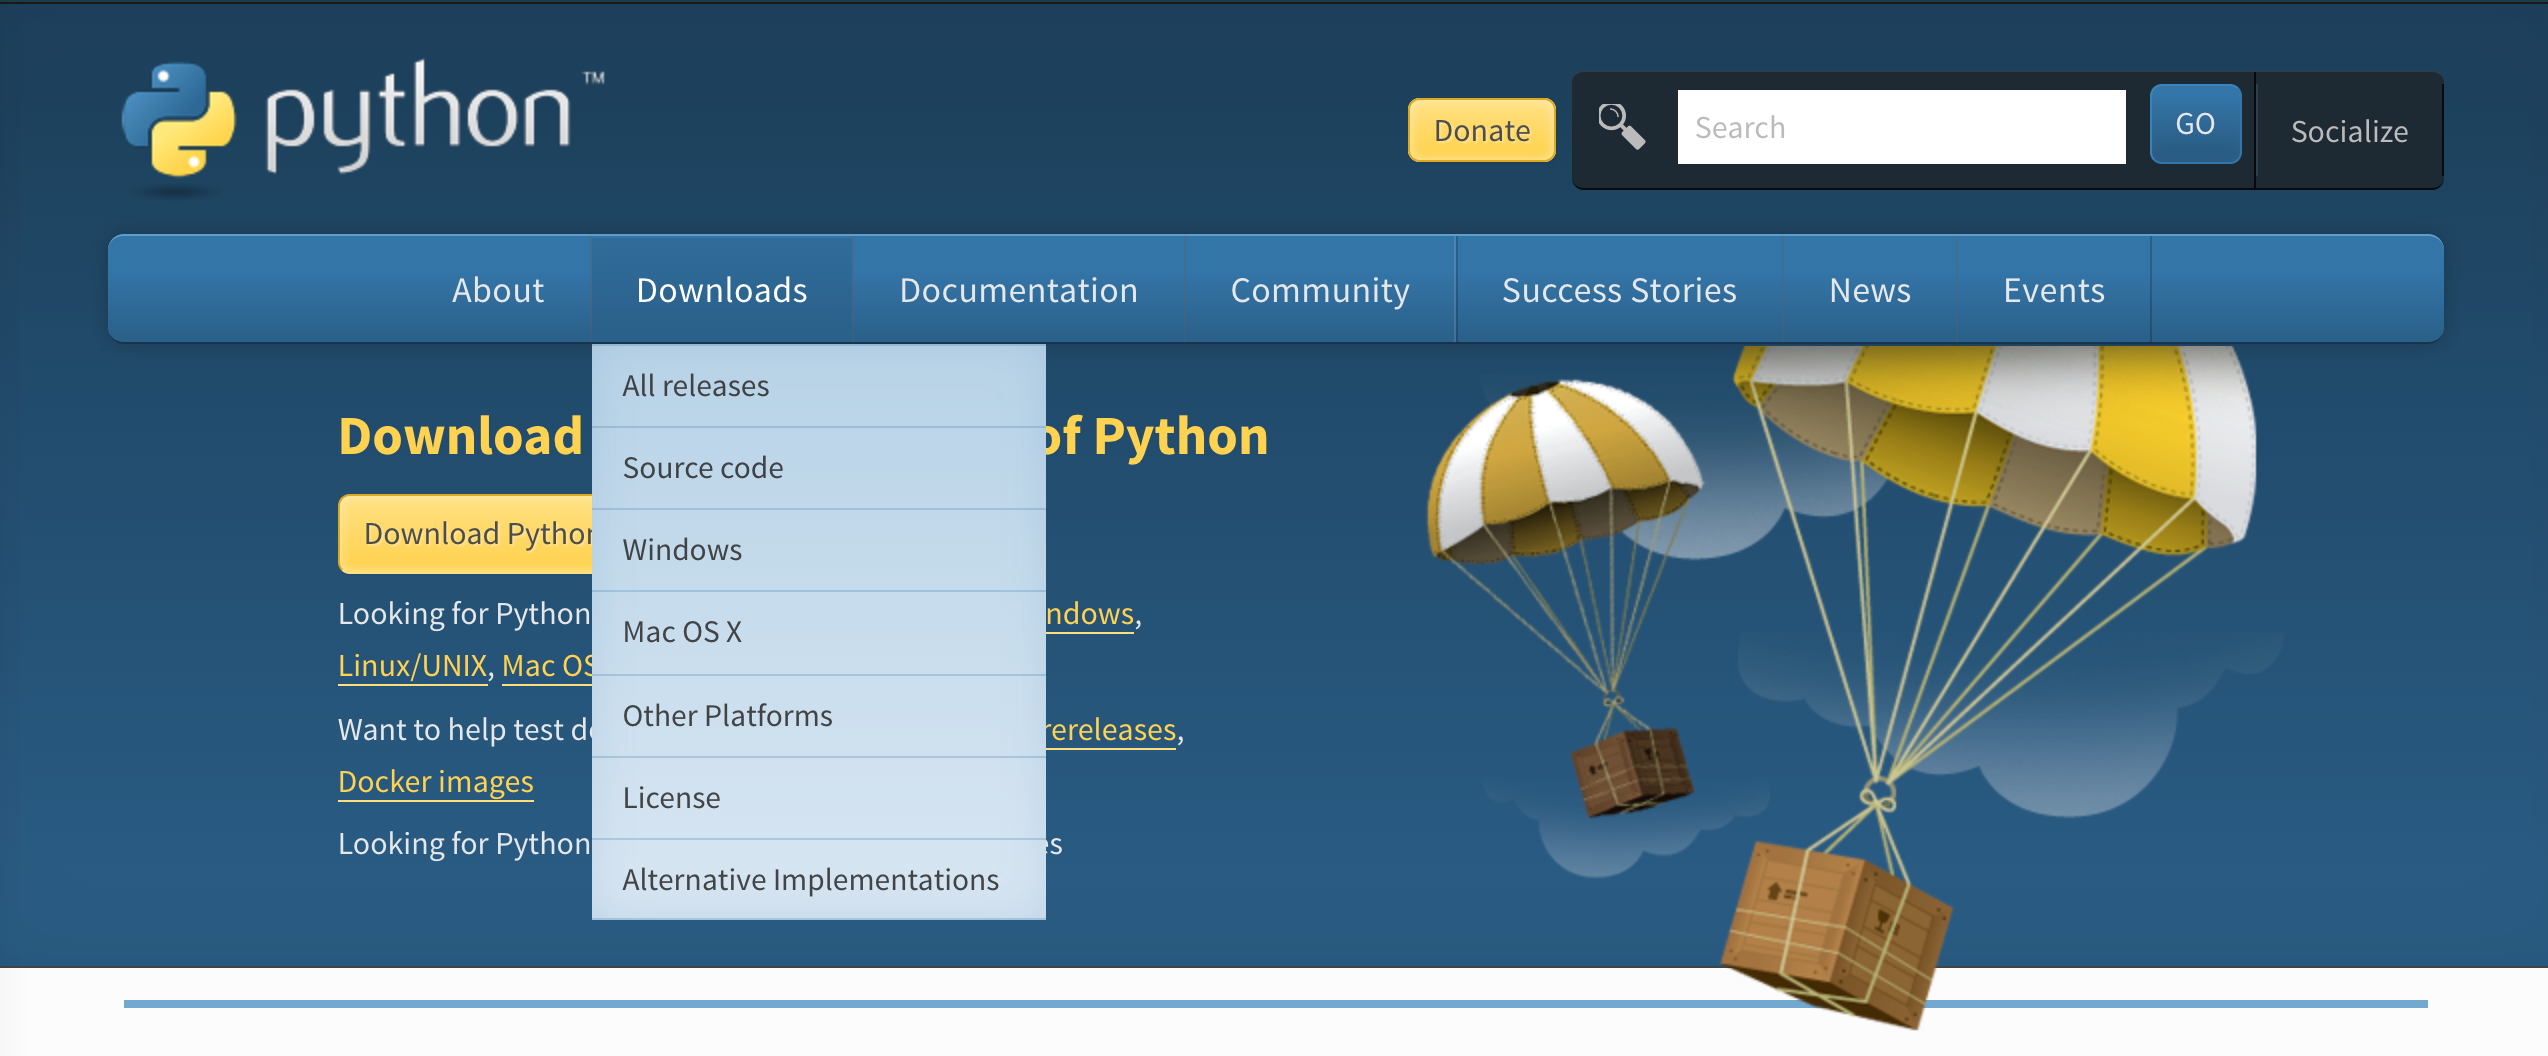 python™
Donate
Search
GO
Socialize
About
Downloads
Documentation
Community
Success Stories
News
Events
All releases
Source code
Windows
Mac OS X
Other Platforms
License
Alternative Implementations
Download of Python
Download Python
Looking for Python ndows,
Linux/UNIX, Mac OS
Want to help test de rereleases,
Docker images
Looking for Python es